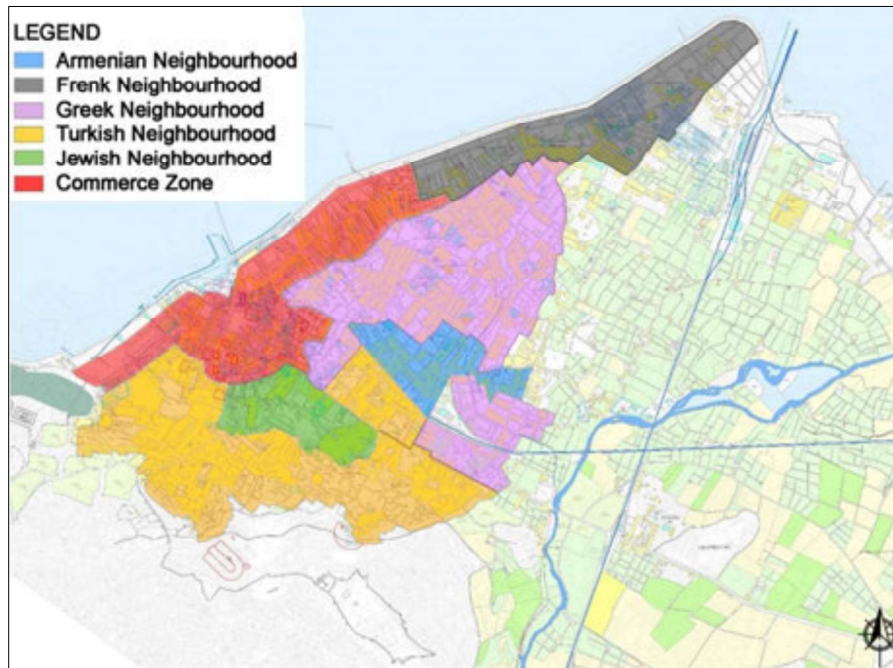 LEGEND
Armenian Neighbourhood
Frenk Neighbourhood
Greek Neighbourhood
Turkish Neighbourhood
Jewish Neighbourhood
Commerce Zone